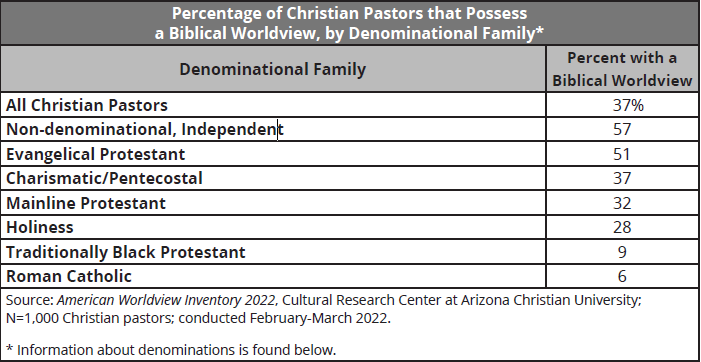 Percentage of Christian Pastors that Possess
a Biblical Worldview, by Denominational Family*
Denominational Family
Percent with a
Biblical Worldview
All Christian Pastors 37%
Non-denominational, Independent 57
Evangelical Protestant 51
Charismatic/Pentecostal 37
Mainline Protestant 32
Holiness 28
Traditionally Black Protestant 9
Roman Catholic 6
Source: American Worldview Inventory 2022, Cultural Research Center at Arizona Christian University;
N=1,000 Christian pastors; conducted February-March 2022.
* Information about denominations is found below.